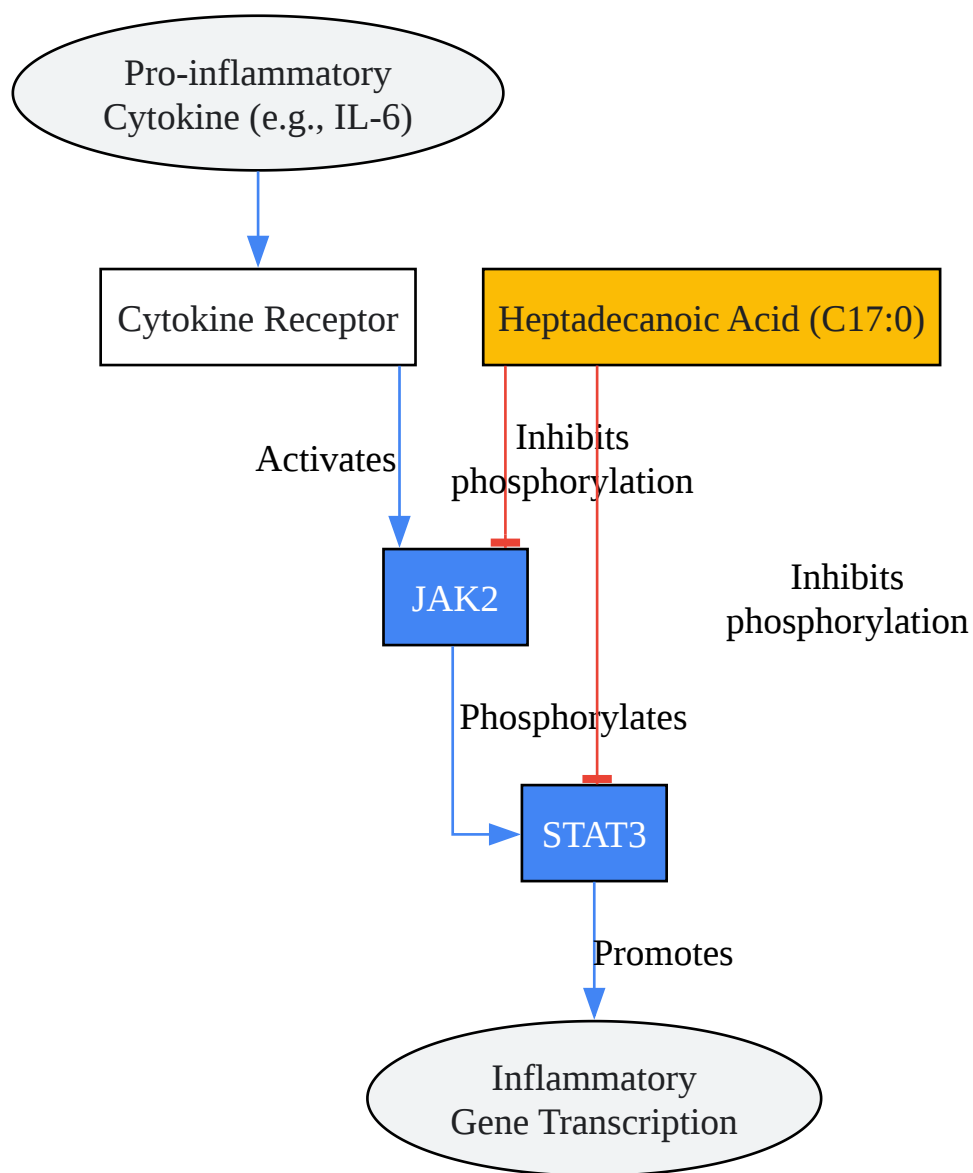 Pro-inflammatory
Cytokine (e.g., IL-6)
Cytokine Receptor
Heptadecanoic Acid (C17:0)
Activates
Inhibits
phosphorylation
JAK2
Inhibits
phosphorylation
Phosphorylates
STAT3
Promotes
Inflammatory
Gene Transcription